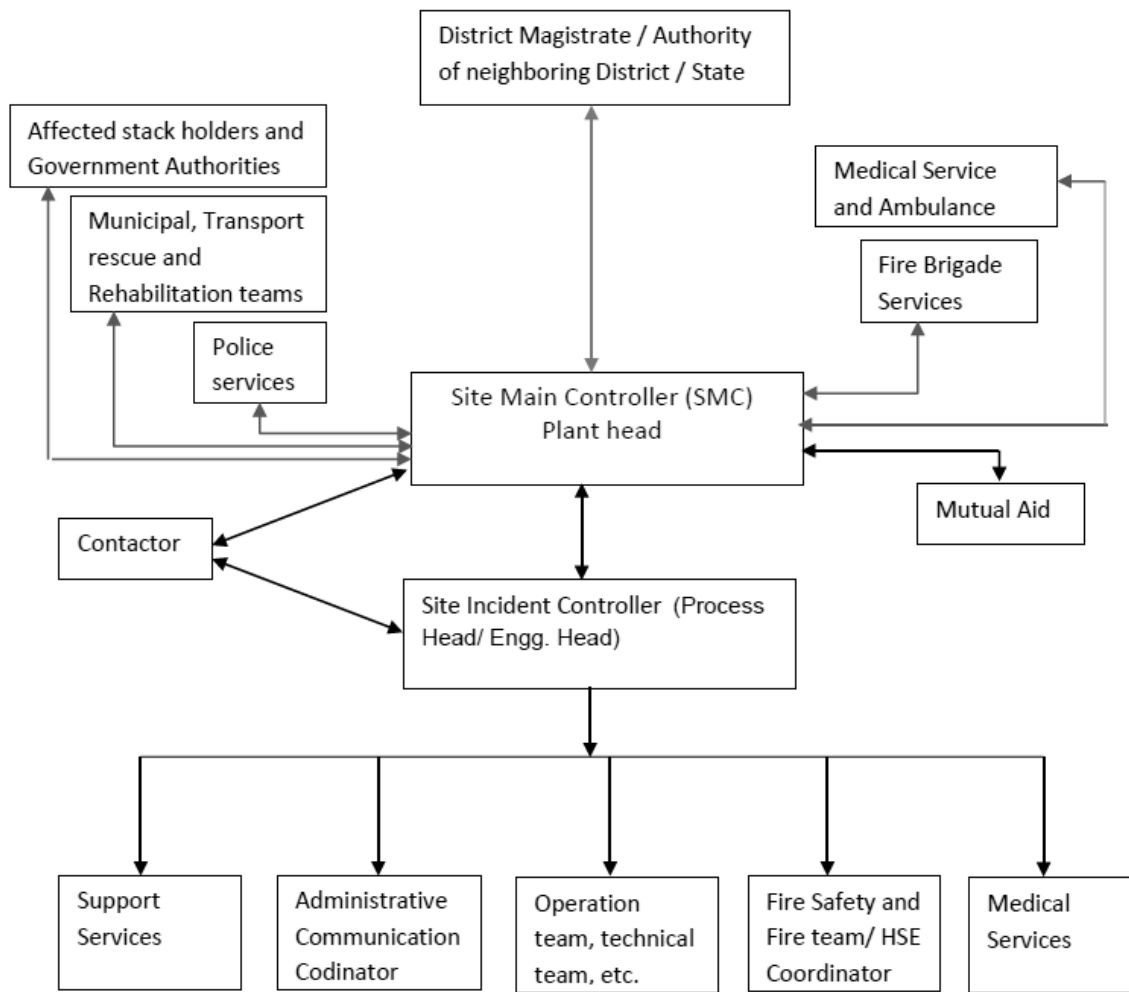 District Magistrate / Authority
of neighboring District / State
Affected stack holders and
Government Authorities
Medical Service
and Ambulance
Municipal, Transport
rescue and
Rehabilitation teams
Fire Brigade
Services
Police
services
Site Main Controller (SMC)
Plant head
Mutual Aid
Contactor
Site Incident Controller (Process
Head/ Engg. Head)
Support
Services
Administrative
Communication
Codinator
Operation
team, technical
team, etc.
Fire Safety and
Fire team/ HSE
Coordinator
Medical
Services